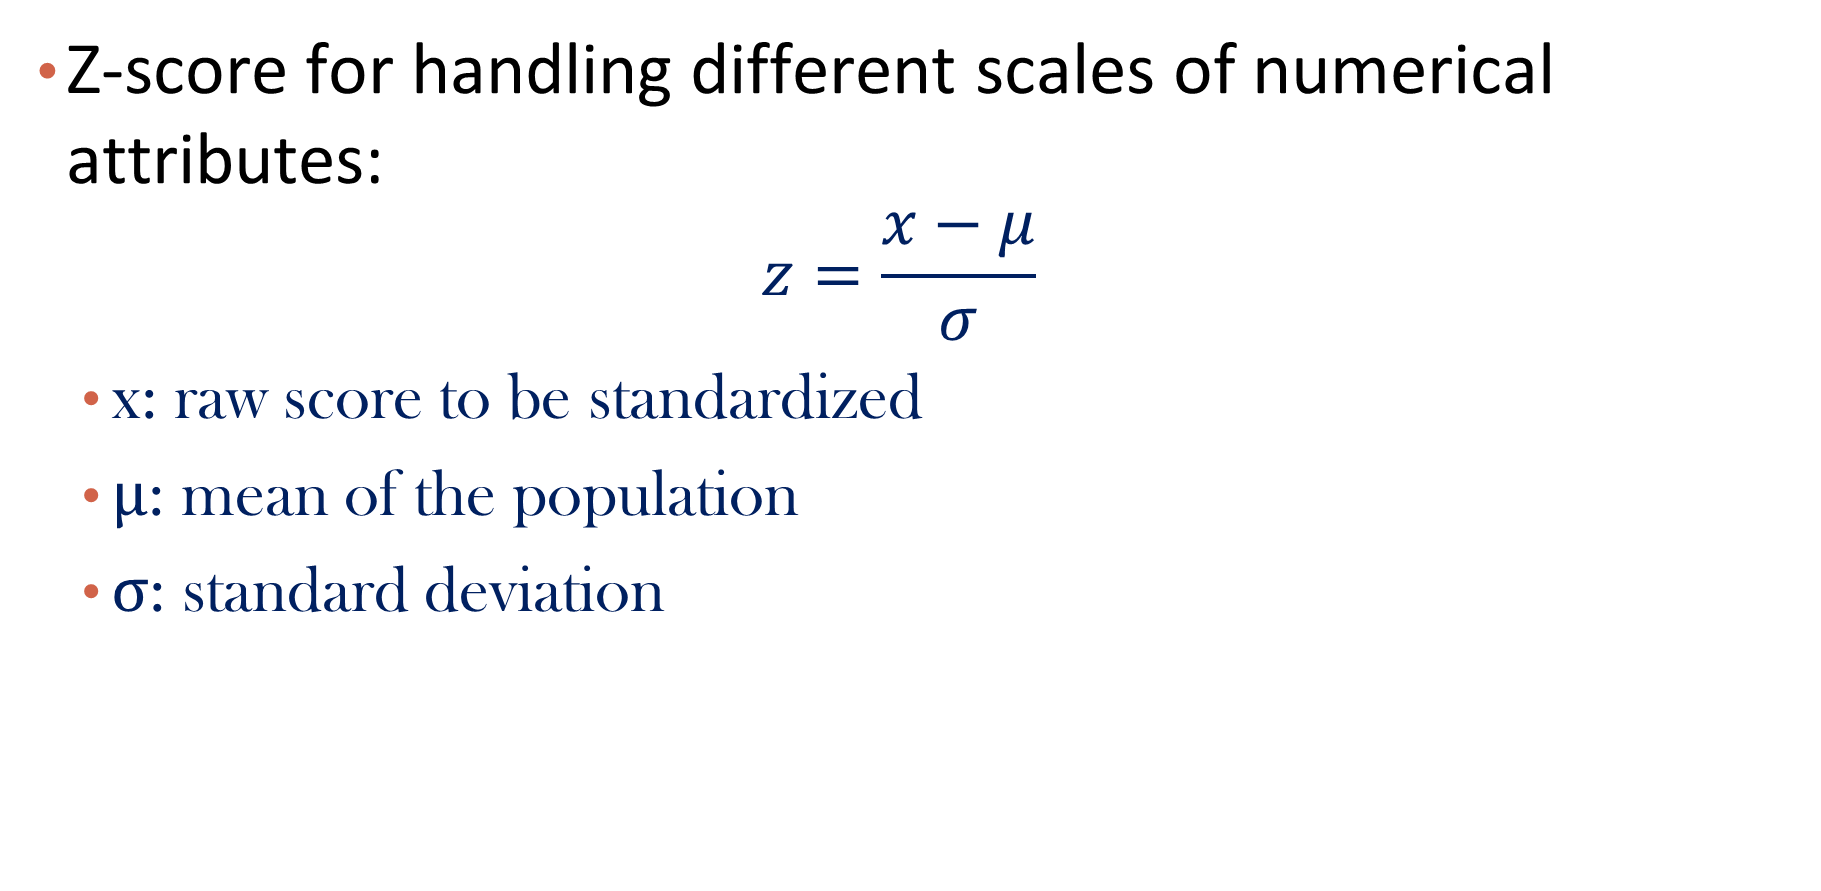 • Z-score for handling different scales of numerical
attributes:
z = (x − μ) / σ
• x: raw score to be standardized
• μ: mean of the population
• σ: standard deviation